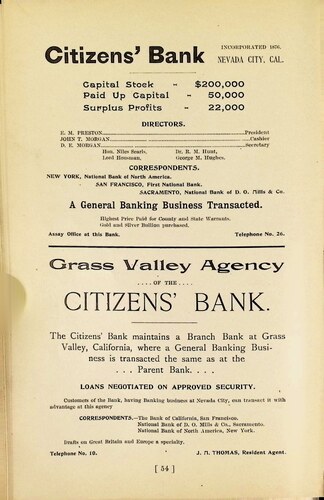 Citizens' Bank
INCORPORATED 1876.
NEVADA CITY, CAL.
Capital Stock - $200,000
Paid Up Capital - 50,000
Surplus Profits - 22,000
DIRECTORS.
E. M. PRESTON........President
JOHN T. MORGAN........Cashier
D. E. MORGAN........Secretary
Hon. Niles Searls, Dr. R. M. Hunt,
Lord Housman, George M. Hughes.
CORRESPONDENTS.
NEW YORK, National Bank of North America.
SAN FRANCISCO, First National Bank.
SACRAMENTO, National Bank of D. O. Mills & Co.
A General Banking Business Transacted.
Highest Price Paid for County and State Warrants.
Gold and Silver Bullion purchased.
Assay Office at this Bank. Telephone No. 26.
Grass Valley Agency
....OF THE....
CITIZENS' BANK.
The Citizens' Bank maintains a Branch Bank at Grass
Valley, California, where a General Banking Busi-
ness is transacted the same as at the
... Parent Bank. ...
LOANS NEGOTIATED ON APPROVED SECURITY.
Customers of the Bank, having Banking business at Nevada City, can transact it with
advantage at this agency
CORRESPONDENTS.—The Bank of California, San Francisco.
National Bank of D. O. Mills & Co., Sacramento.
National Bank of North America, New York.
Drafts on Great Britain and Europe a specialty.
Telephone No. 10. J. M. THOMAS, Resident Agent.
[ 54 ]